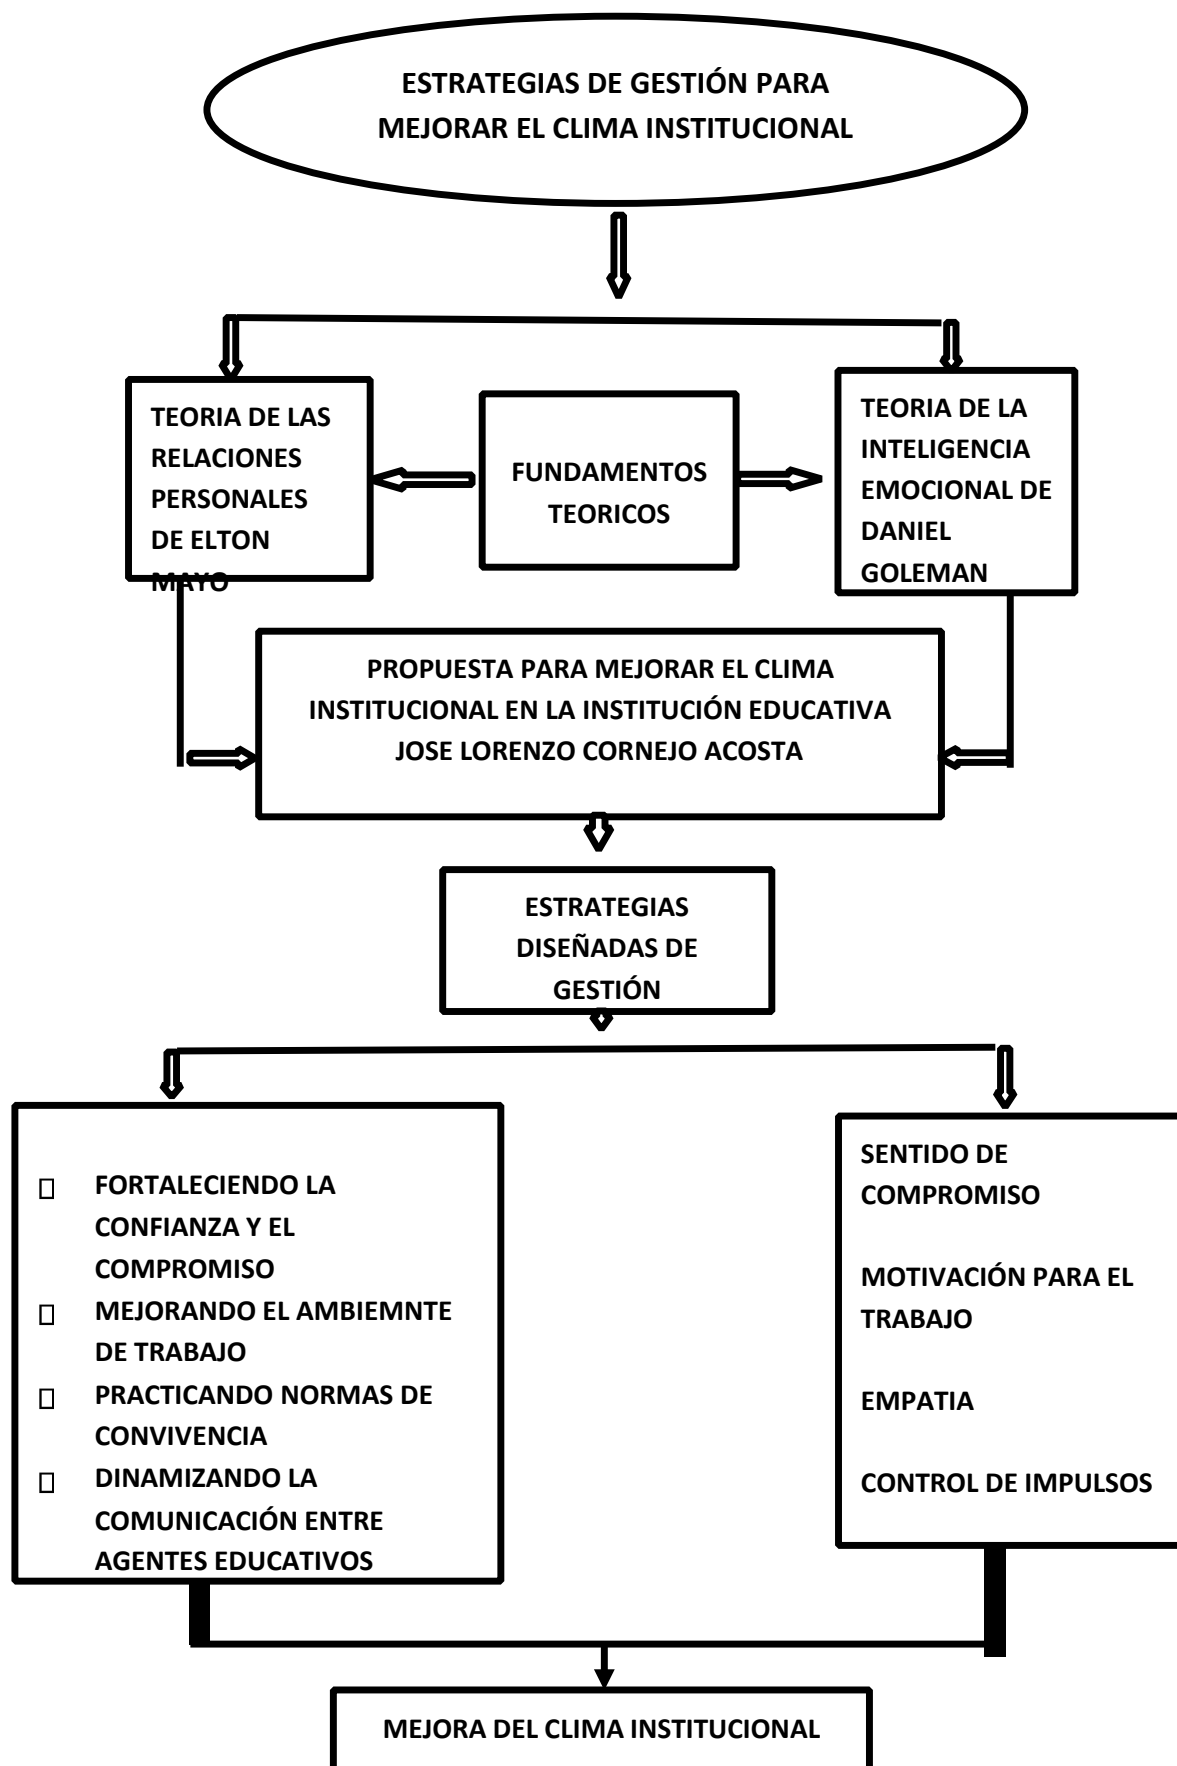 ESTRATEGIAS DE GESTIÓN PARA
MEJORAR EL CLIMA INSTITUCIONAL
TEORIA DE LAS
RELACIONES
PERSONALES
DE ELTON
MAYO
FUNDAMENTOS
TEORICOS
TEORIA DE LA
INTELIGENCIA
EMOCIONAL DE
DANIEL
GOLEMAN
PROPUESTA PARA MEJORAR EL CLIMA
INSTITUCIONAL EN LA INSTITUCIÓN EDUCATIVA
JOSE LORENZO CORNEJO ACOSTA
ESTRATEGIAS
DISEÑADAS DE
GESTIÓN
FORTALECIENDO LA
CONFIANZA Y EL
COMPROMISO
MEJORANDO EL AMBIEMNTE
DE TRABAJO
PRACTICANDO NORMAS DE
CONVIVENCIA
DINAMIZANDO LA
COMUNICACIÓN ENTRE
AGENTES EDUCATIVOS
SENTIDO DE
COMPROMISO
MOTIVACIÓN PARA EL
TRABAJO
EMPATIA
CONTROL DE IMPULSOS
MEJORA DEL CLIMA INSTITUCIONAL